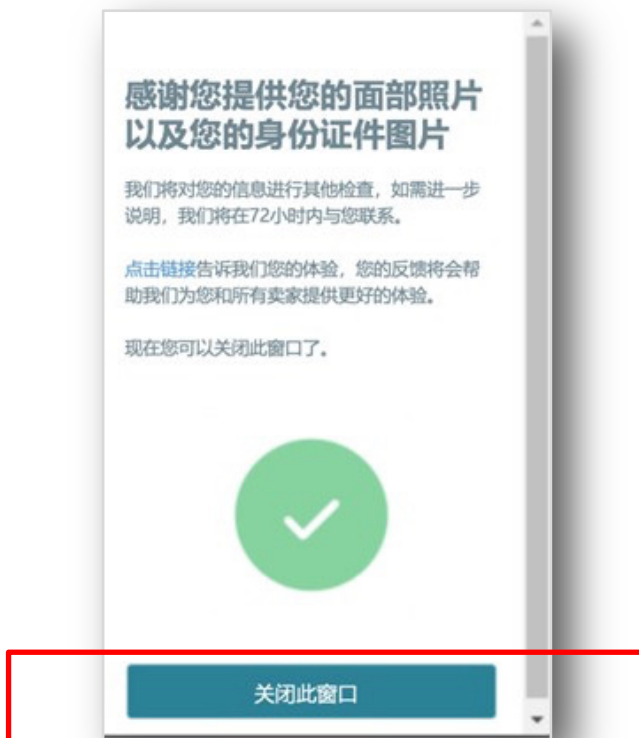 感谢您提供您的面部照片
以及您的身份证件图片
我们将对您的信息进行其他检查，如需进一步
说明，我们将在72小时内与您联系。
点击链接告诉我们您的体验，您的反馈将会帮
助我们为您和所有卖家提供更好的体验。
现在您可以关闭此窗口了。
关闭此窗口